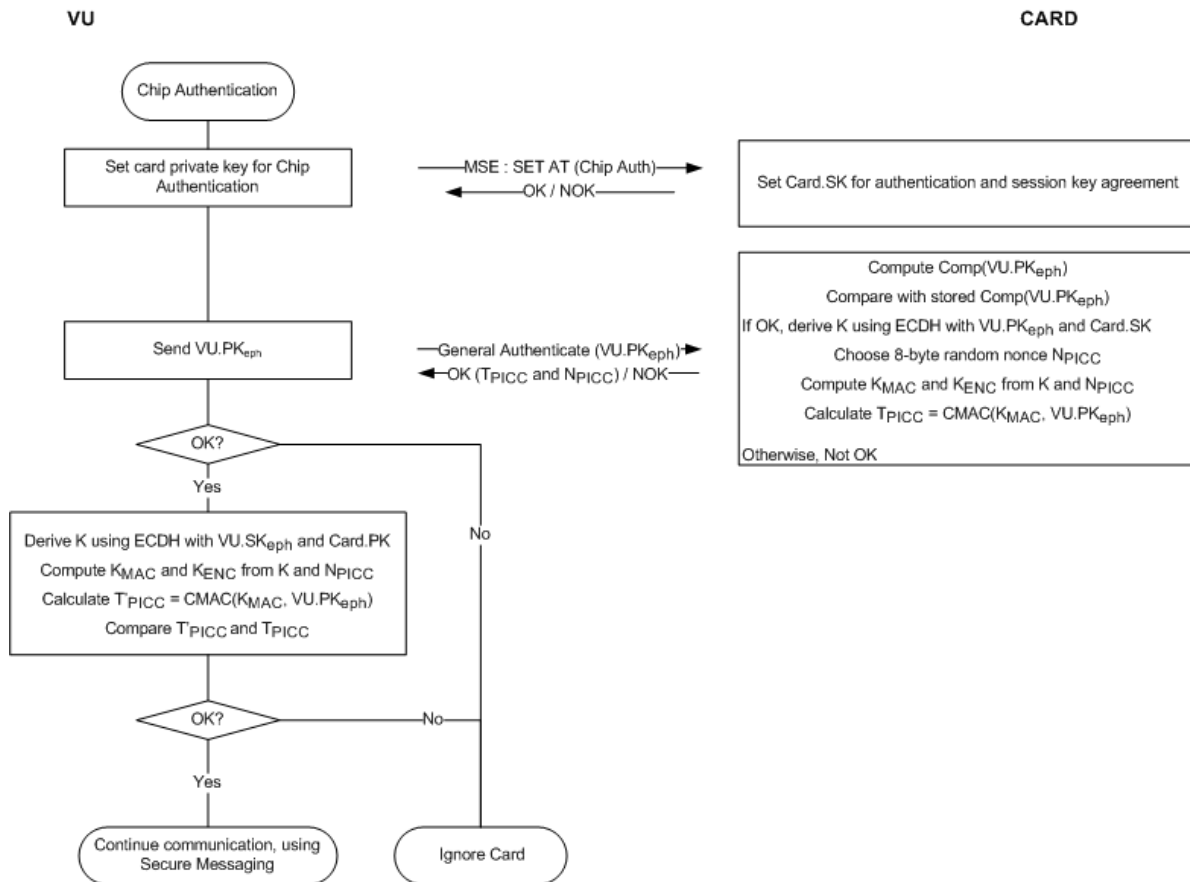 VU
CARD
Chip Authentication
Set card private key for Chip
Authentication
MSE : SET AT (Chip Auth)
OK / NOK
Set Card.SK for authentication and session key agreement
Compute Comp(VU.PKeph)
Compare with stored Comp(VU.PKeph)
If OK, derive K using ECDH with VU.PKeph and Card.SK
Choose 8-byte random nonce NPICC
Compute KMAC and KENC from K and NPICC
Calculate TPICC = CMAC(KMAC, VU.PKeph)
Otherwise, Not OK
Send VU.PKeph
General Authenticate (VU.PKeph)
OK (TPICC and NPICC) / NOK
OK?
Yes
No
Derive K using ECDH with VU.SKeph and Card.PK
Compute KMAC and KENC from K and NPICC
Calculate T'PICC = CMAC(KMAC, VU.PKeph)
Compare T'PICC and TPICC
OK?
No
Yes
Continue communication, using
Secure Messaging
Ignore Card